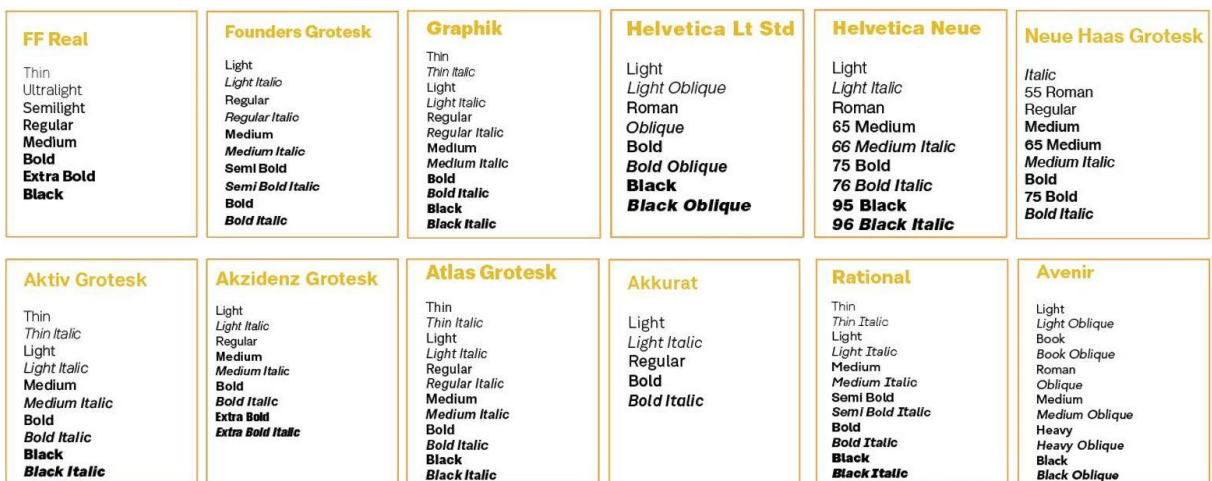 FF Real
Thin
Ultralight
Semilight
Regular
Medium
Bold
Extra Bold
Black
Founders Grotesk
Light
Light Italic
Regular
Regular Italic
Medium
Medium Italic
Semi Bold
Semi Bold Italic
Bold
Bold Italic
Graphik
Thin
Thin Italic
Light
Light Italic
Regular
Regular Italic
Medium
Medium Italic
Bold
Bold Italic
Black
Black Italic
Helvetica Lt Std
Light
Light Oblique
Roman
Oblique
Bold
Bold Oblique
Black
Black Oblique
Helvetica Neue
Light
Light Italic
Roman
65 Medium
66 Medium Italic
75 Bold
76 Bold Italic
95 Black
96 Black Italic
Neue Haas Grotesk
Italic
55 Roman
Regular
Medium
65 Medium
Medium Italic
Bold
75 Bold
Bold Italic
Aktiv Grotesk
Thin
Thin Italic
Light
Light Italic
Medium
Medium Italic
Bold
Bold Italic
Black
Black Italic
Akzidenz Grotesk
Light
Light Italic
Regular
Medium
Medium Italic
Bold
Bold Italic
Extra Bold
Extra Bold Italic
Atlas Grotesk
Thin
Thin Italic
Light
Light Italic
Regular
Regular Italic
Medium
Medium Italic
Bold
Bold Italic
Black
Black Italic
Akkurat
Light
Light Italic
Regular
Bold
Bold Italic
Rational
Thin
Thin Italic
Light
Light Italic
Medium
Medium Italic
Semi Bold
Semi Bold Italic
Bold
Bold Italic
Black
Black Italic
Avenir
Light
Light Oblique
Book
Book Oblique
Roman
Oblique
Medium
Medium Oblique
Heavy
Heavy Oblique
Black
Black Oblique